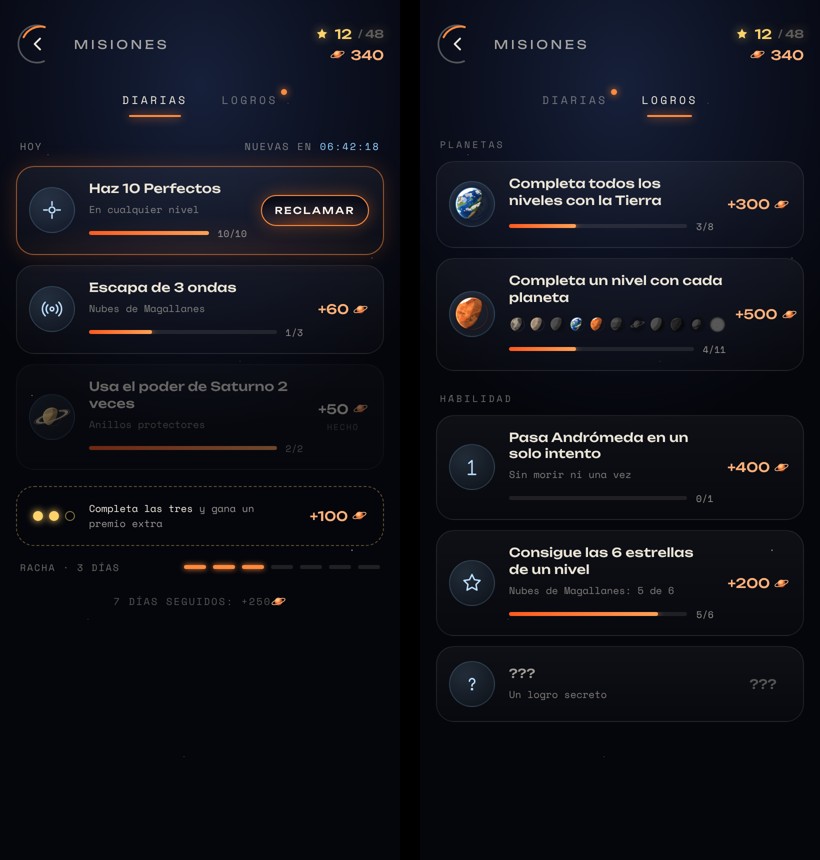 MISIONES
12 / 48
340
DIARIAS LOGROS
HOY NUEVAS EN 06:42:18
Haz 10 Perfectos
En cualquier nivel
10/10
RECLAMAR
Escapa de 3 ondas
Nubes de Magallanes
1/3
+60
Usa el poder de Saturno 2
veces
Anillos protectores
2/2
+50
HECHO
Completa las tres y gana un
premio extra
+100
RACHA · 3 DÍAS
7 DÍAS SEGUIDOS: +250
MISIONES
12 / 48
340
DIARIAS LOGROS
PLANETAS
Completa todos los
niveles con la Tierra
3/8
+300
Completa un nivel con cada
planeta
4/11
+500
HABILIDAD
1
Pasa Andrómeda en un
solo intento
Sin morir ni una vez
0/1
+400
Consigue las 6 estrellas
de un nivel
Nubes de Magallanes: 5 de 6
5/6
+200
?
???
Un logro secreto
???